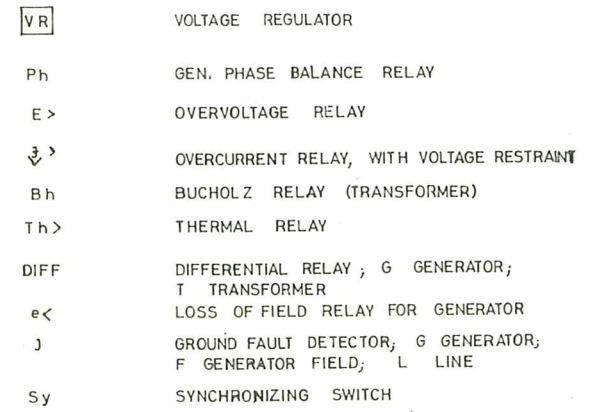 VR VOLTAGE REGULATOR
Ph GEN. PHASE BALANCE RELAY
E> OVERVOLTAGE RELAY
> OVERCURRENT RELAY, WITH VOLTAGE RESTRAINT
Bh BUCHOLZ RELAY (TRANSFORMER)
Th> THERMAL RELAY
DIFF DIFFERENTIAL RELAY; G GENERATOR;
T TRANSFORMER
e< LOSS OF FIELD RELAY FOR GENERATOR
J GROUND FAULT DETECTOR; G GENERATOR;
F GENERATOR FIELD; L LINE
Sy SYNCHRONIZING SWITCH